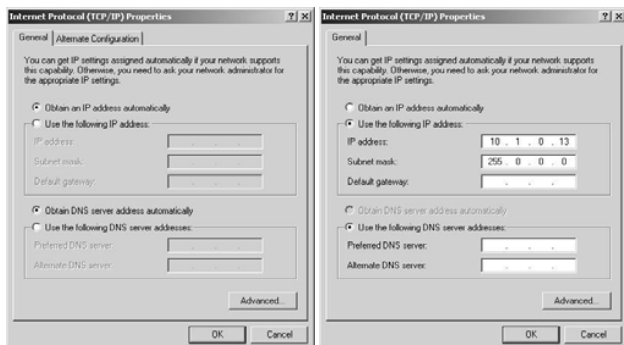 Internet Protocol (TCP/IP) Properties
General
Alternate Configuration
You can get IP settings assigned automatically if your network supports
this capability. Otherwise, you need to ask your network administrator for
the appropriate IP settings.
Obtain an IP address automatically
Use the following IP address:
IP address:
Subnet mask:
Default gateway:
Obtain DNS server address automatically
Use the following DNS server addresses:
Preferred DNS server:
Alternate DNS server:
Advanced...
OK
Cancel
Internet Protocol (TCP/IP) Properties
General
You can get IP settings assigned automatically if your network supports
this capability. Otherwise, you need to ask your network administrator for
the appropriate IP settings.
Obtain an IP address automatically
Use the following IP address:
IP address: 10 . 1 . 0 . 13
Subnet mask: 255 . 0 . 0 . 0
Default gateway:
Obtain DNS server address automatically
Use the following DNS server addresses:
Preferred DNS server:
Alternate DNS server:
Advanced...
OK
Cancel